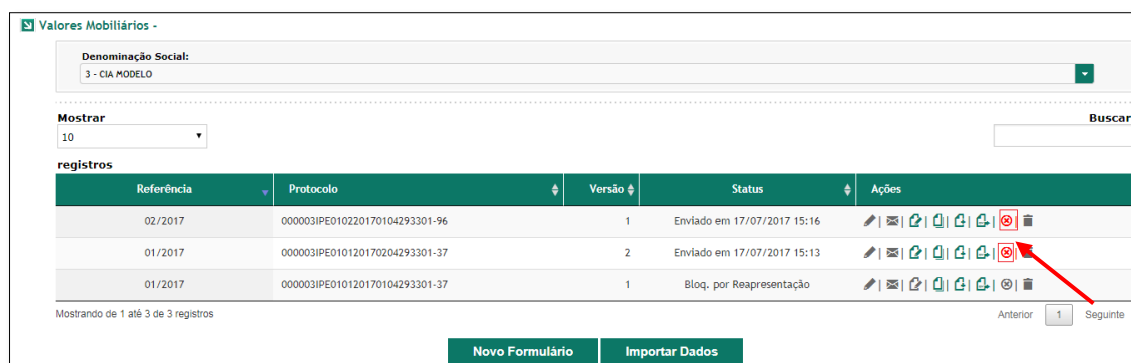 Valores Mobiliários -
Denominação Social:
3 - CIA MODELO
Mostrar
Buscar
10
registros
Referência Protocolo Versão Status Ações
02/2017 000003IPE010220170104293301-96 1 Enviado em 17/07/2017 15:16
01/2017 000003IPE010120170204293301-37 2 Enviado em 17/07/2017 15:13
01/2017 000003IPE010120170104293301-37 1 Bloq. por Reapresentação
Mostrando de 1 até 3 de 3 registros Anterior 1 Seguinte
Novo Formulário Importar Dados